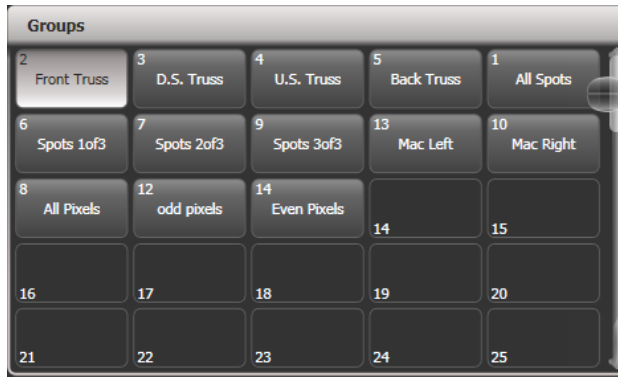 Groups
2 3 4 5 1
Front Truss D.S. Truss U.S. Truss Back Truss All Spots
6 7 9 13 10
Spots 1of3 Spots 2of3 Spots 3of3 Mac Left Mac Right
8 12 14
All Pixels odd pixels Even Pixels
14 15
16 17 18 19 20
21 22 23 24 25